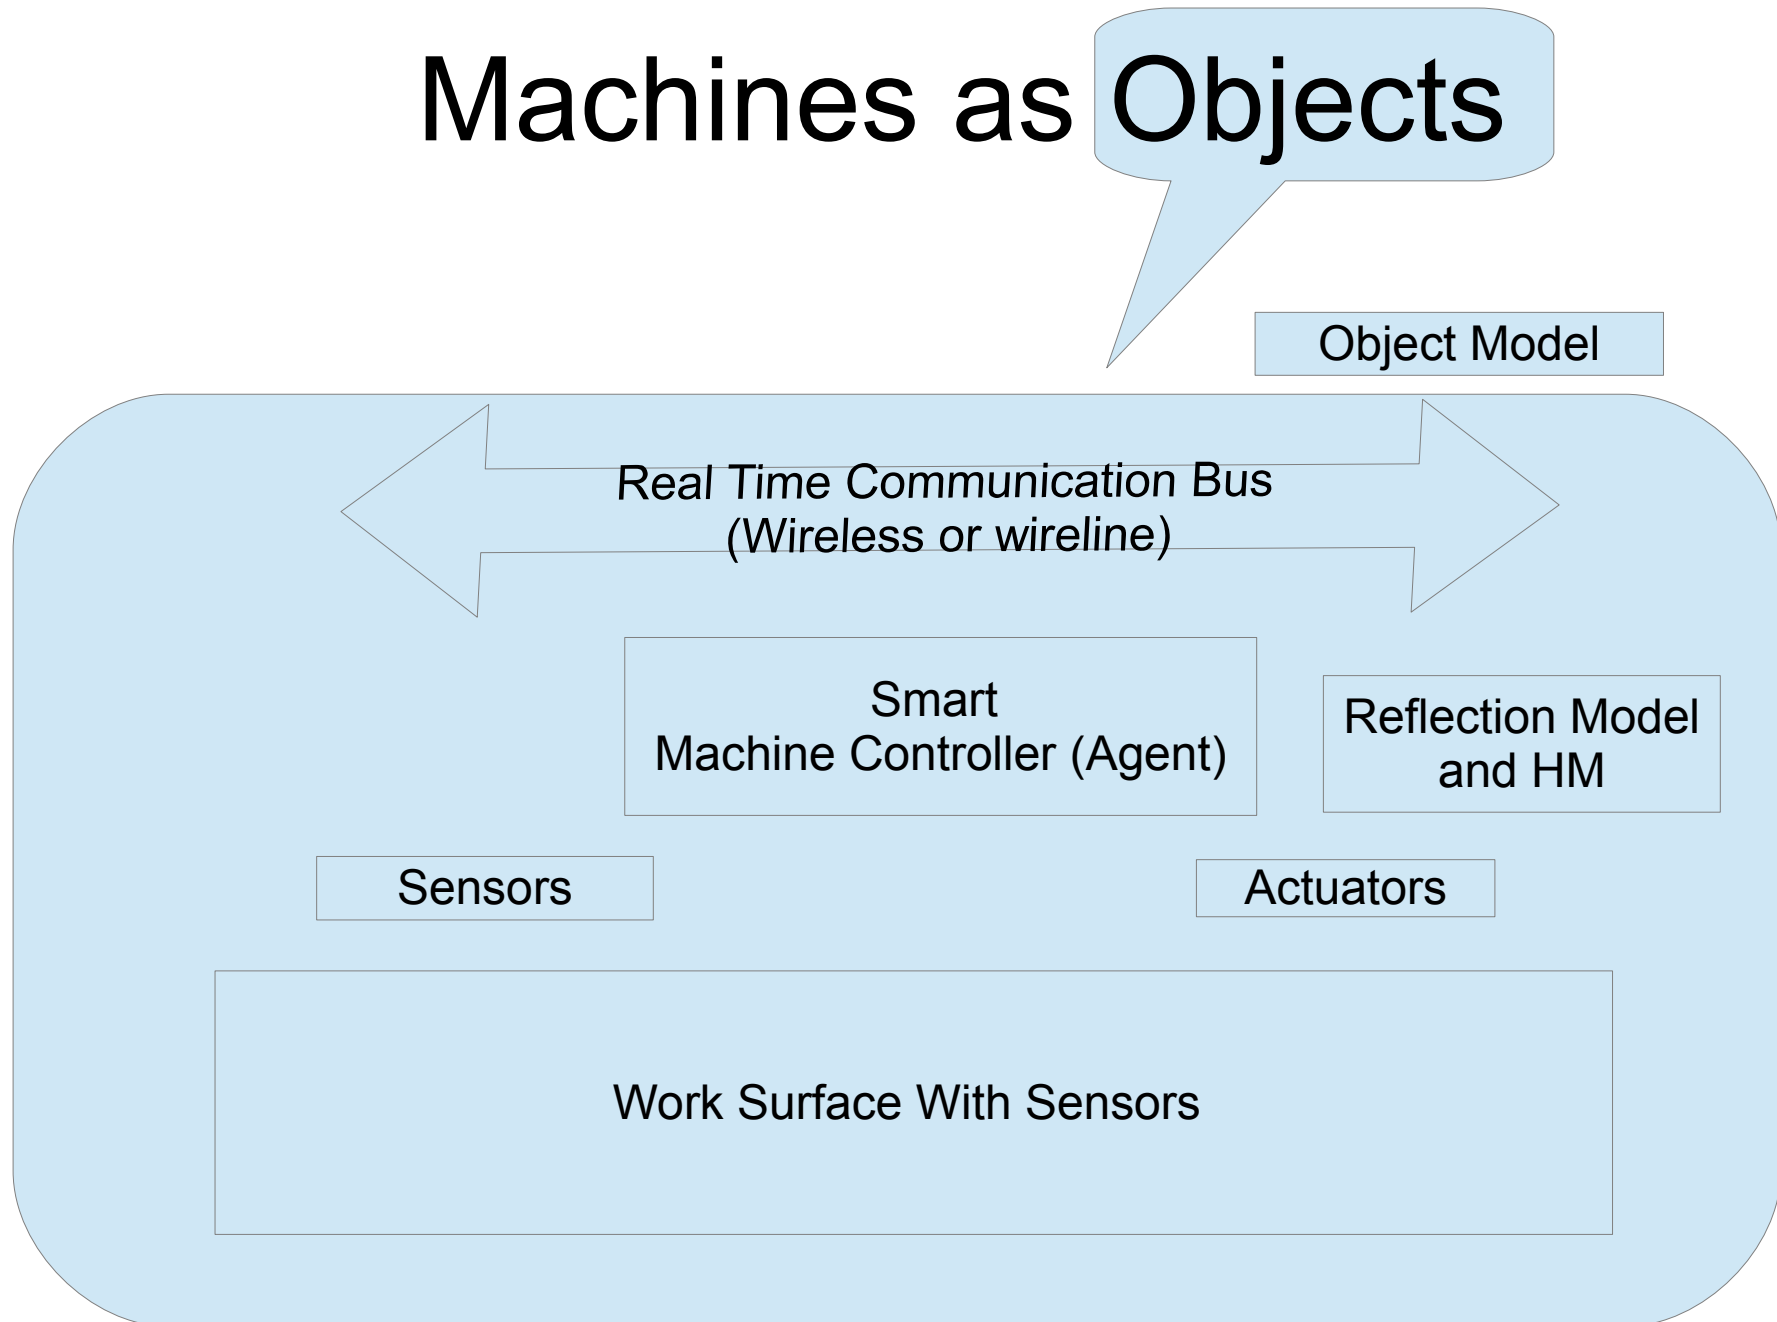 Machines as Objects
Object Model
Real Time Communication Bus
(Wireless or wireline)
Smart
Machine Controller (Agent)
Reflection Model
and HM
Sensors
Actuators
Work Surface With Sensors